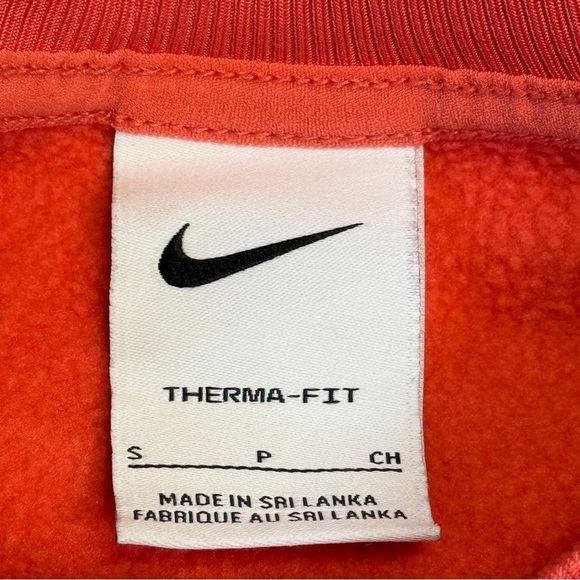 THERMA-FIT
S P CH
MADE IN SRI LANKA
FABRIQUE AU SRI LANKA